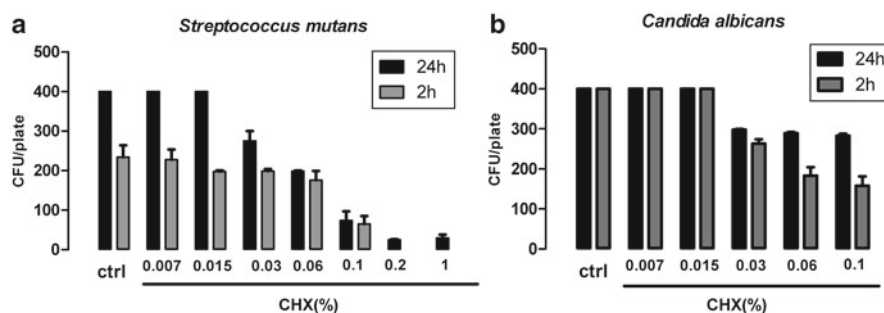 a
Streptococcus mutans
500
400
300
200
100
0
CFU/plate
24h
2h
ctrl
0.007 0.015 0.03 0.06 0.1 0.2 1
CHX(%)
b
Candida albicans
500
400
300
200
100
0
CFU/plate
24h
2h
ctrl 0.007 0.015 0.03 0.06 0.1
CHX(%)